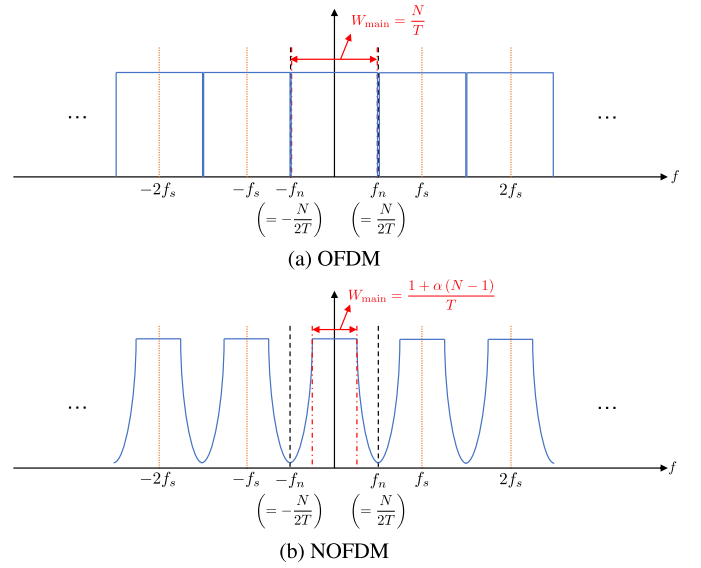 W_main = N/T
... ...
−2f_s −f_s −f_n f_n f_s 2f_s f
(= −N/2T) (= N/2T)
(a) OFDM
W_main = 1 + α (N − 1)/T
... ...
−2f_s −f_s −f_n f_n f_s 2f_s f
(= −N/2T) (= N/2T)
(b) NOFDM